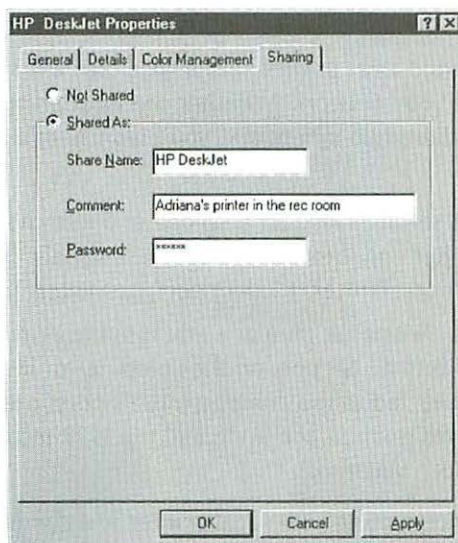 HP DeskJet Properties ? X
General Details Color Management Sharing
Not Shared
Shared As:
Share Name: HP DeskJet
Comment: Adriana's printer in the rec room
Password: ××××××
OK Cancel Apply